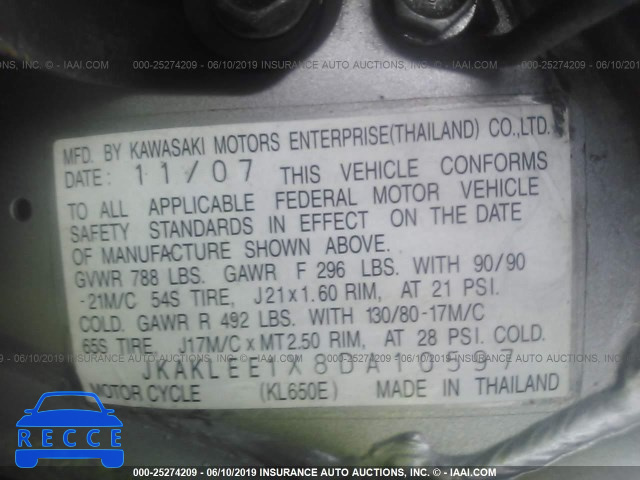 000-25274209 - 06/10/2019 INSURANCE AUTO AUCTIONS, INC. - © IAAI.COM
MFD. BY KAWASAKI MOTORS ENTERPRISE(THAILAND) CO.,LTD.
DATE: 11/07 THIS VEHICLE CONFORMS
TO ALL APPLICABLE FEDERAL MOTOR VEHICLE
SAFETY STANDARDS IN EFFECT ON THE DATE
OF MANUFACTURE SHOWN ABOVE.
GVWR 788 LBS. GAWR F 296 LBS. WITH 90/90
-21M/C 54S TIRE, J21x1.60 RIM, AT 21 PSI.
COLD. GAWR R 492 LBS. WITH 130/80-17M/C
65S TIRE, J17M/C x MT2.50 RIM, AT 28 PSI. COLD.
JKAKLEE1X8DA10597
MOTOR CYCLE (KL650E) MADE IN THAILAND
RECCE
000-25274209 - 06/10/2019 INSURANCE AUTO AUCTIONS, INC. - © IAAI.COM